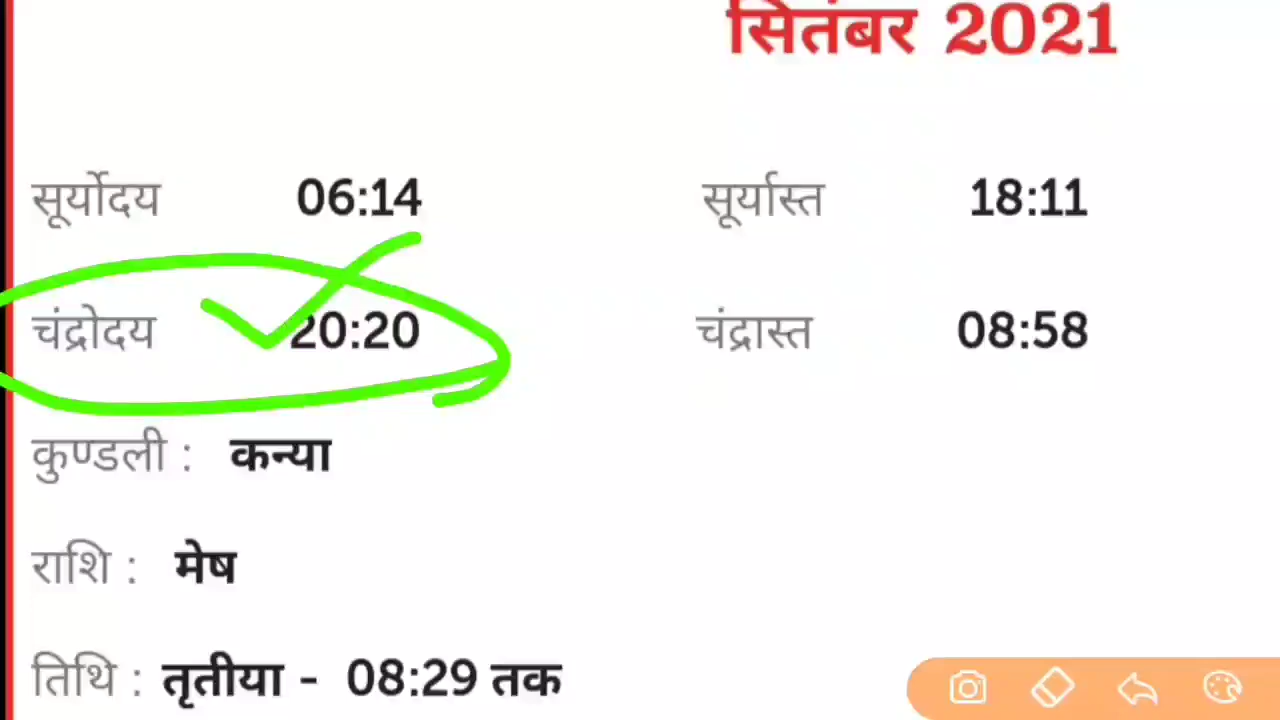 सितंबर 2021
सूर्योदय 06:14 सूर्यास्त 18:11
चंद्रोदय 20:20 चंद्रास्त 08:58
कुण्डली : कन्या
राशि : मेष
तिथि : तृतीया - 08:29 तक